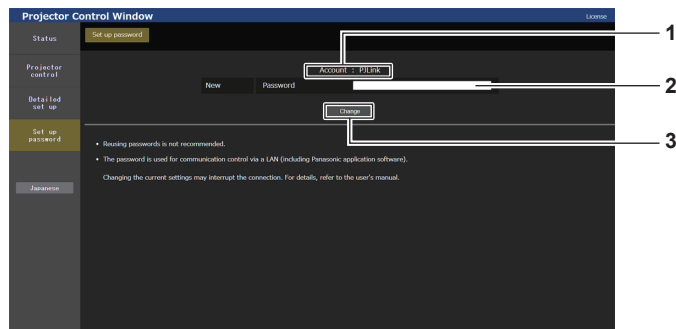 Projector Control Window
License
Status
Set up password
1
Projector
control
Account : PJLink
New
Password
2
Detailed
set up
Change
Set up
password
3
• Reusing passwords is not recommended.
• The password is used for communication control via a LAN (including Panasonic application software).
Changing the current settings may interrupt the connection. For details, refer to the user's manual.
Japanese